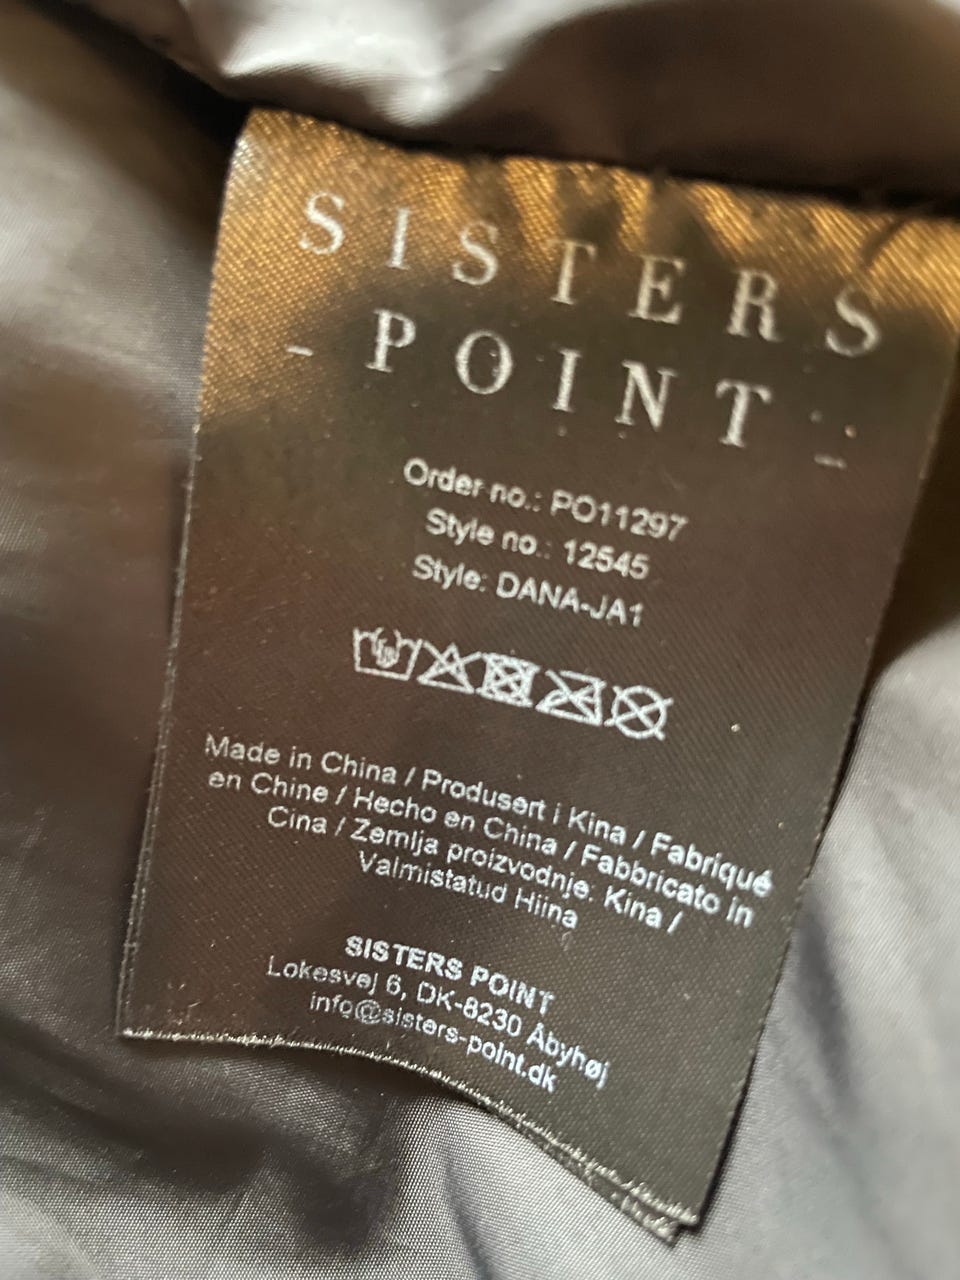 SISTERS
- POINT -
Order no.: PO11297
Style no.: 12545
Style: DANA-JA1
Made in China / Produsert i Kina / Fabriqué
en Chine / Hecho en China / Fabbricato in
Cina / Zemlja proizvodnje: Kina /
Valmistatud Hiina
SISTERS POINT
Lokesvej 6, DK-8230 Åbyhøj
info@sisters-point.dk